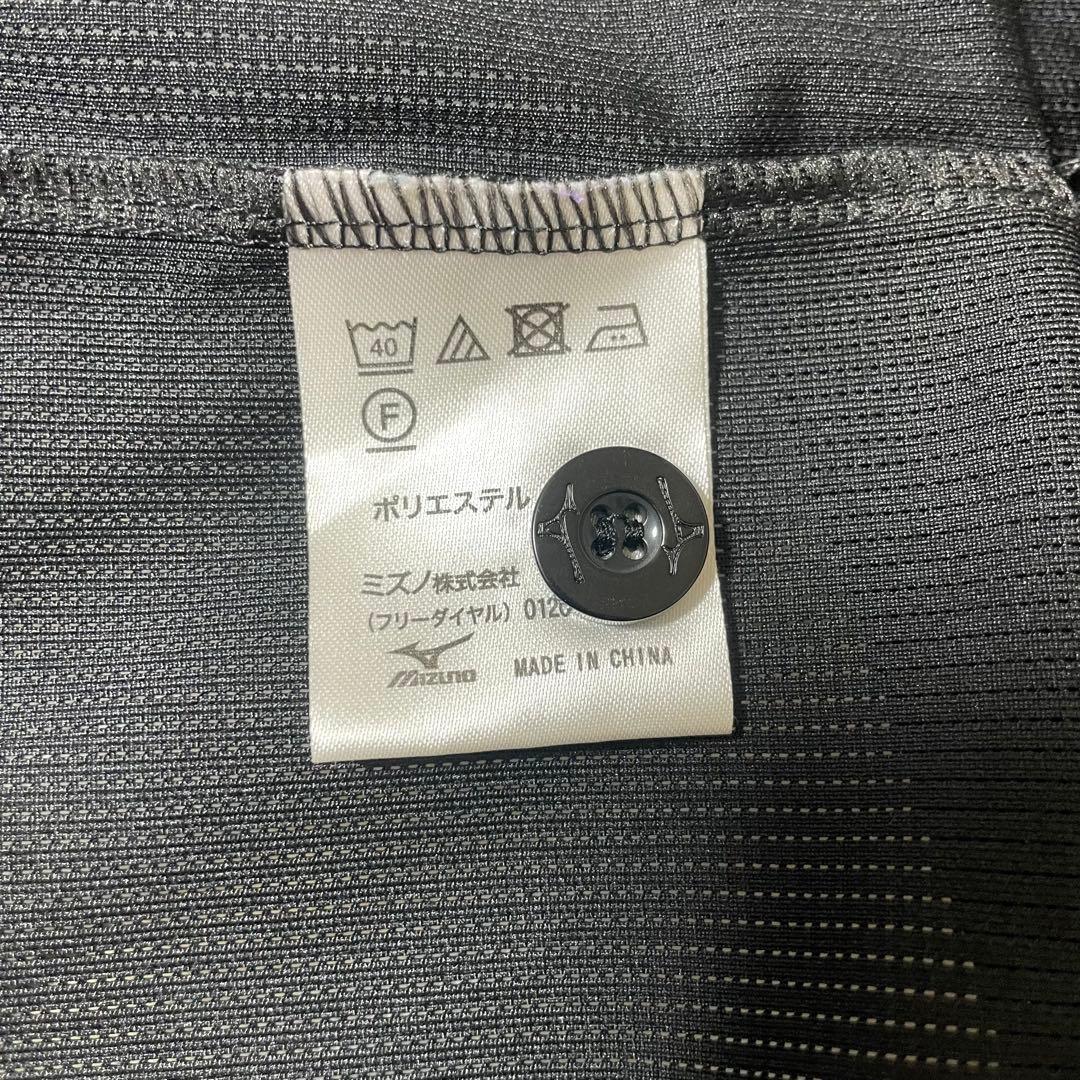 40
F
ポリエステル
ミズノ株式会社
(フリーダイヤル) 0120
Mizuno MADE IN CHINA